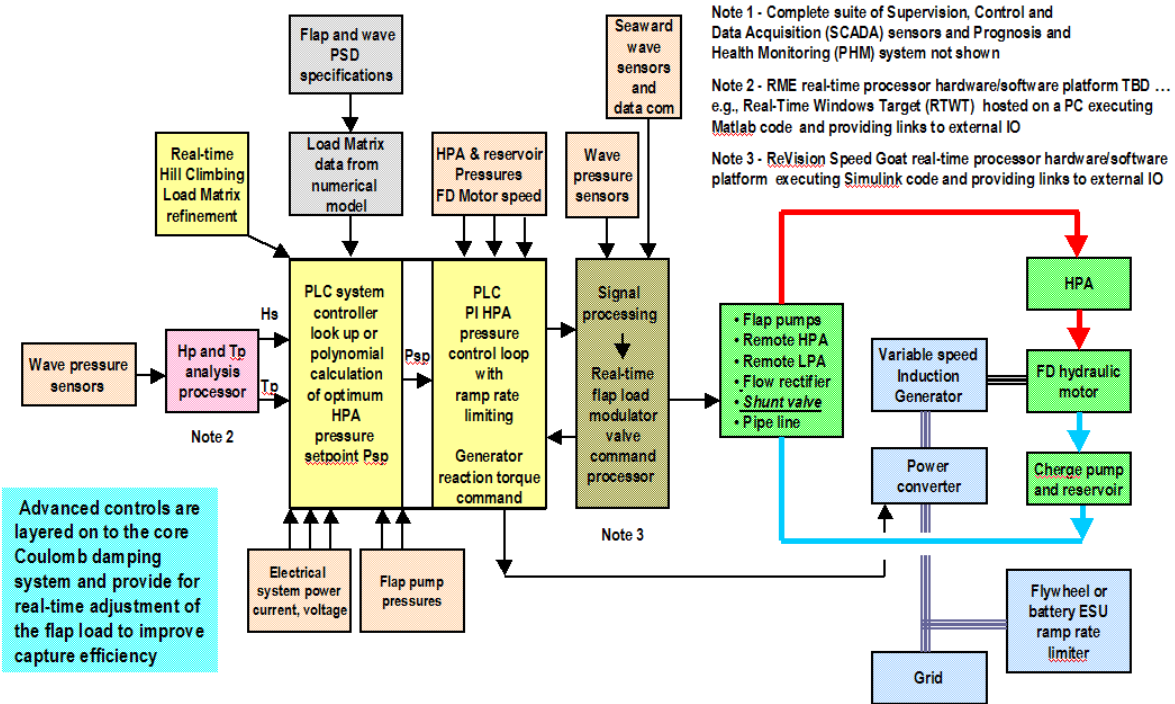 Note 1 - Complete suite of Supervision, Control and
Data Acquisition (SCADA) sensors and Prognosis and
Health Monitoring (PHM) system not shown
Note 2 - RME real-time processor hardware/software platform TBD …
e.g., Real-Time Windows Target (RTWT) hosted on a PC executing
Matlab code and providing links to external IO
Note 3 - ReVision Speed Goat real-time processor hardware/software
platform executing Simulink code and providing links to external IO
Flap and wave
PSD
specifications
Seaward
wave
sensors
and
data com
Real-time
Hill Climbing
Load Matrix
refinement
Load Matrix
data from
numerical
model
HPA & reservoir
Pressures
FD Motor speed
Wave
pressure
sensors
Wave pressure
sensors
Hp and Tp
analysis
processor
Note 2
Hs
Tp
PLC system
controller
look up or
polynomial
calculation
of optimum
HPA
pressure
setpoint Psp
Psp
PLC
PI HPA
pressure
control loop
with
ramp rate
limiting
Generator
reaction torque
command
Signal
processing
Real-time
flap load
modulator
valve
command
processor
Note 3
• Flap pumps
• Remote HPA
• Remote LPA
• Flow rectifier
• Shunt valve
• Pipe line
HPA
Variable speed
Induction
Generator
FD hydraulic
motor
Power
converter
Cherge pump
and reservoir
Advanced controls are
layered on to the core
Coulomb damping
system and provide for
real-time adjustment of
the flap load to improve
capture efficiency
Electrical
system power
current, voltage
Flap pump
pressures
Flywheel or
battery ESU
ramp rate
limiter
Grid